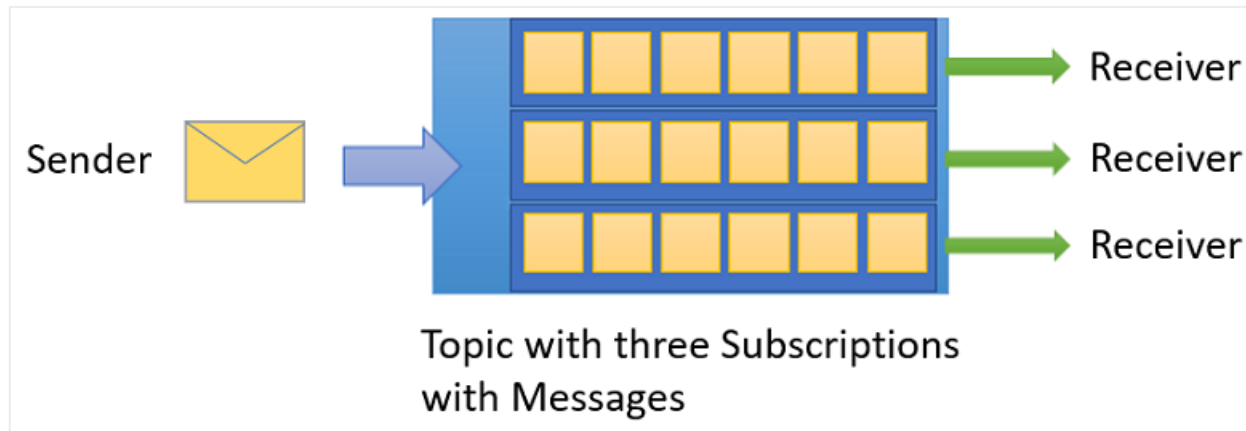 Sender
Receiver
Receiver
Receiver
Topic with three Subscriptions
with Messages